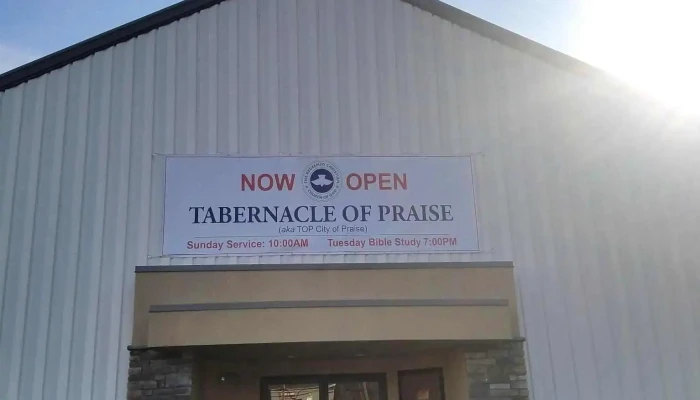 NOW OPEN
TABERNACLE OF PRAISE
(aka TOP City of Praise)
Sunday Service: 10:00AM Tuesday Bible Study 7:00PM